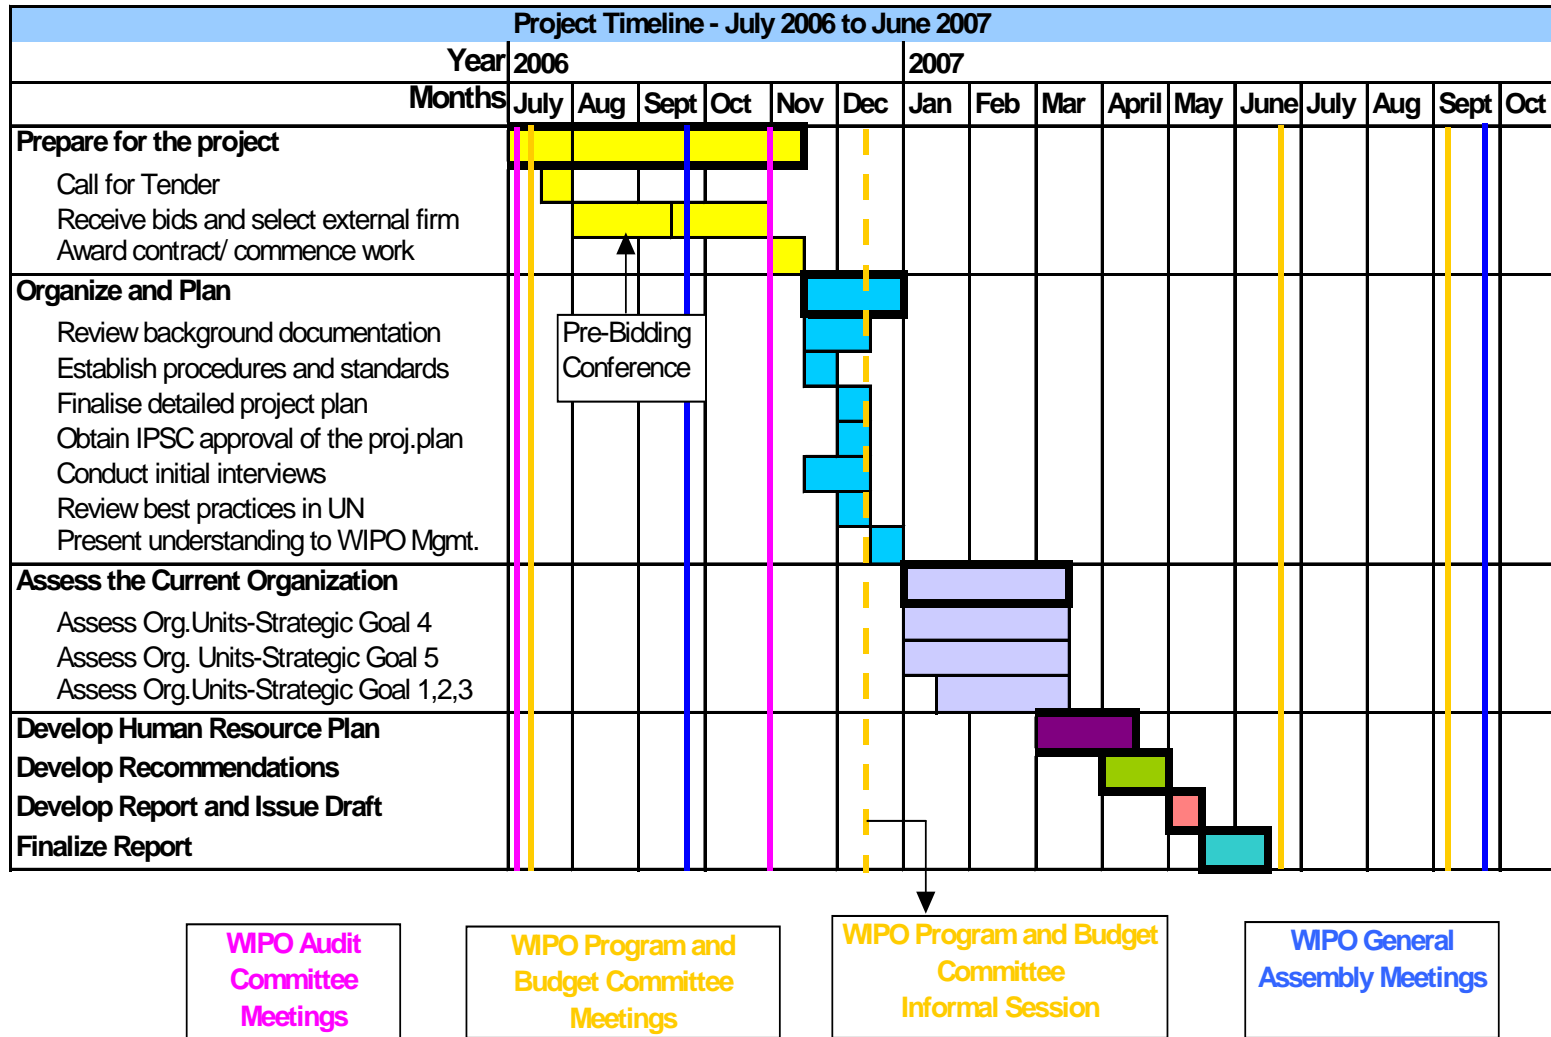 Project Timeline - July 2006 to June 2007
Year 2006 2007
Months July Aug Sept Oct Nov Dec Jan Feb Mar April May June July Aug Sept Oct
Prepare for the project
Call for Tender
Receive bids and select external firm
Award contract/ commence work
Organize and Plan
Review background documentation
Establish procedures and standards
Finalise detailed project plan
Obtain IPSC approval of the proj.plan
Conduct initial interviews
Review best practices in UN
Present understanding to WIPO Mgmt.
Pre-Bidding
Conference
Assess the Current Organization
Assess Org.Units-Strategic Goal 4
Assess Org. Units-Strategic Goal 5
Assess Org.Units-Strategic Goal 1,2,3
Develop Human Resource Plan
Develop Recommendations
Develop Report and Issue Draft
Finalize Report
WIPO Audit
Committee
Meetings
WIPO Program and
Budget Committee
Meetings
WIPO Program and Budget
Committee
Informal Session
WIPO General
Assembly Meetings